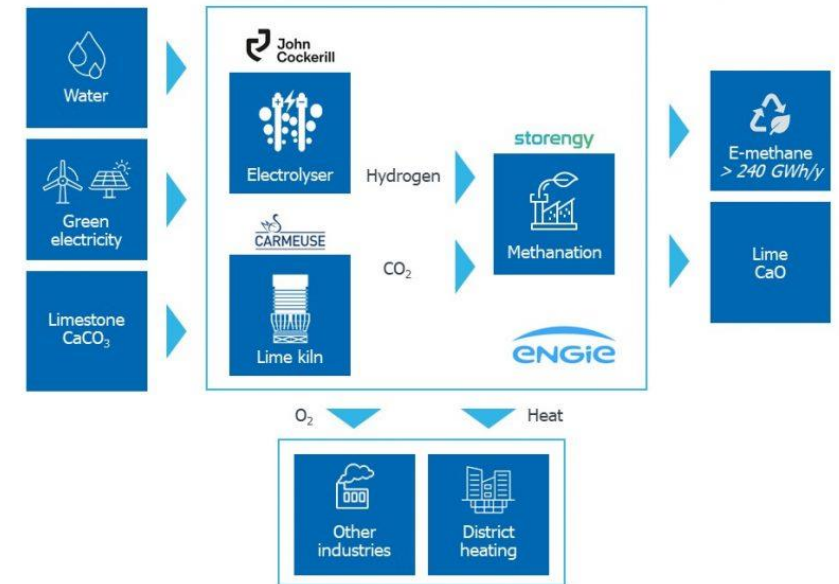 Water
Green
electricity
Limestone
CaCO₃
John
Cockerill
Electrolyser
Hydrogen
CARMEUSE
Lime kiln
CO₂
storengy
Methanation
ENGIE
E-methane
> 240 GWh/y
Lime
CaO
O₂
Heat
Other
industries
District
heating